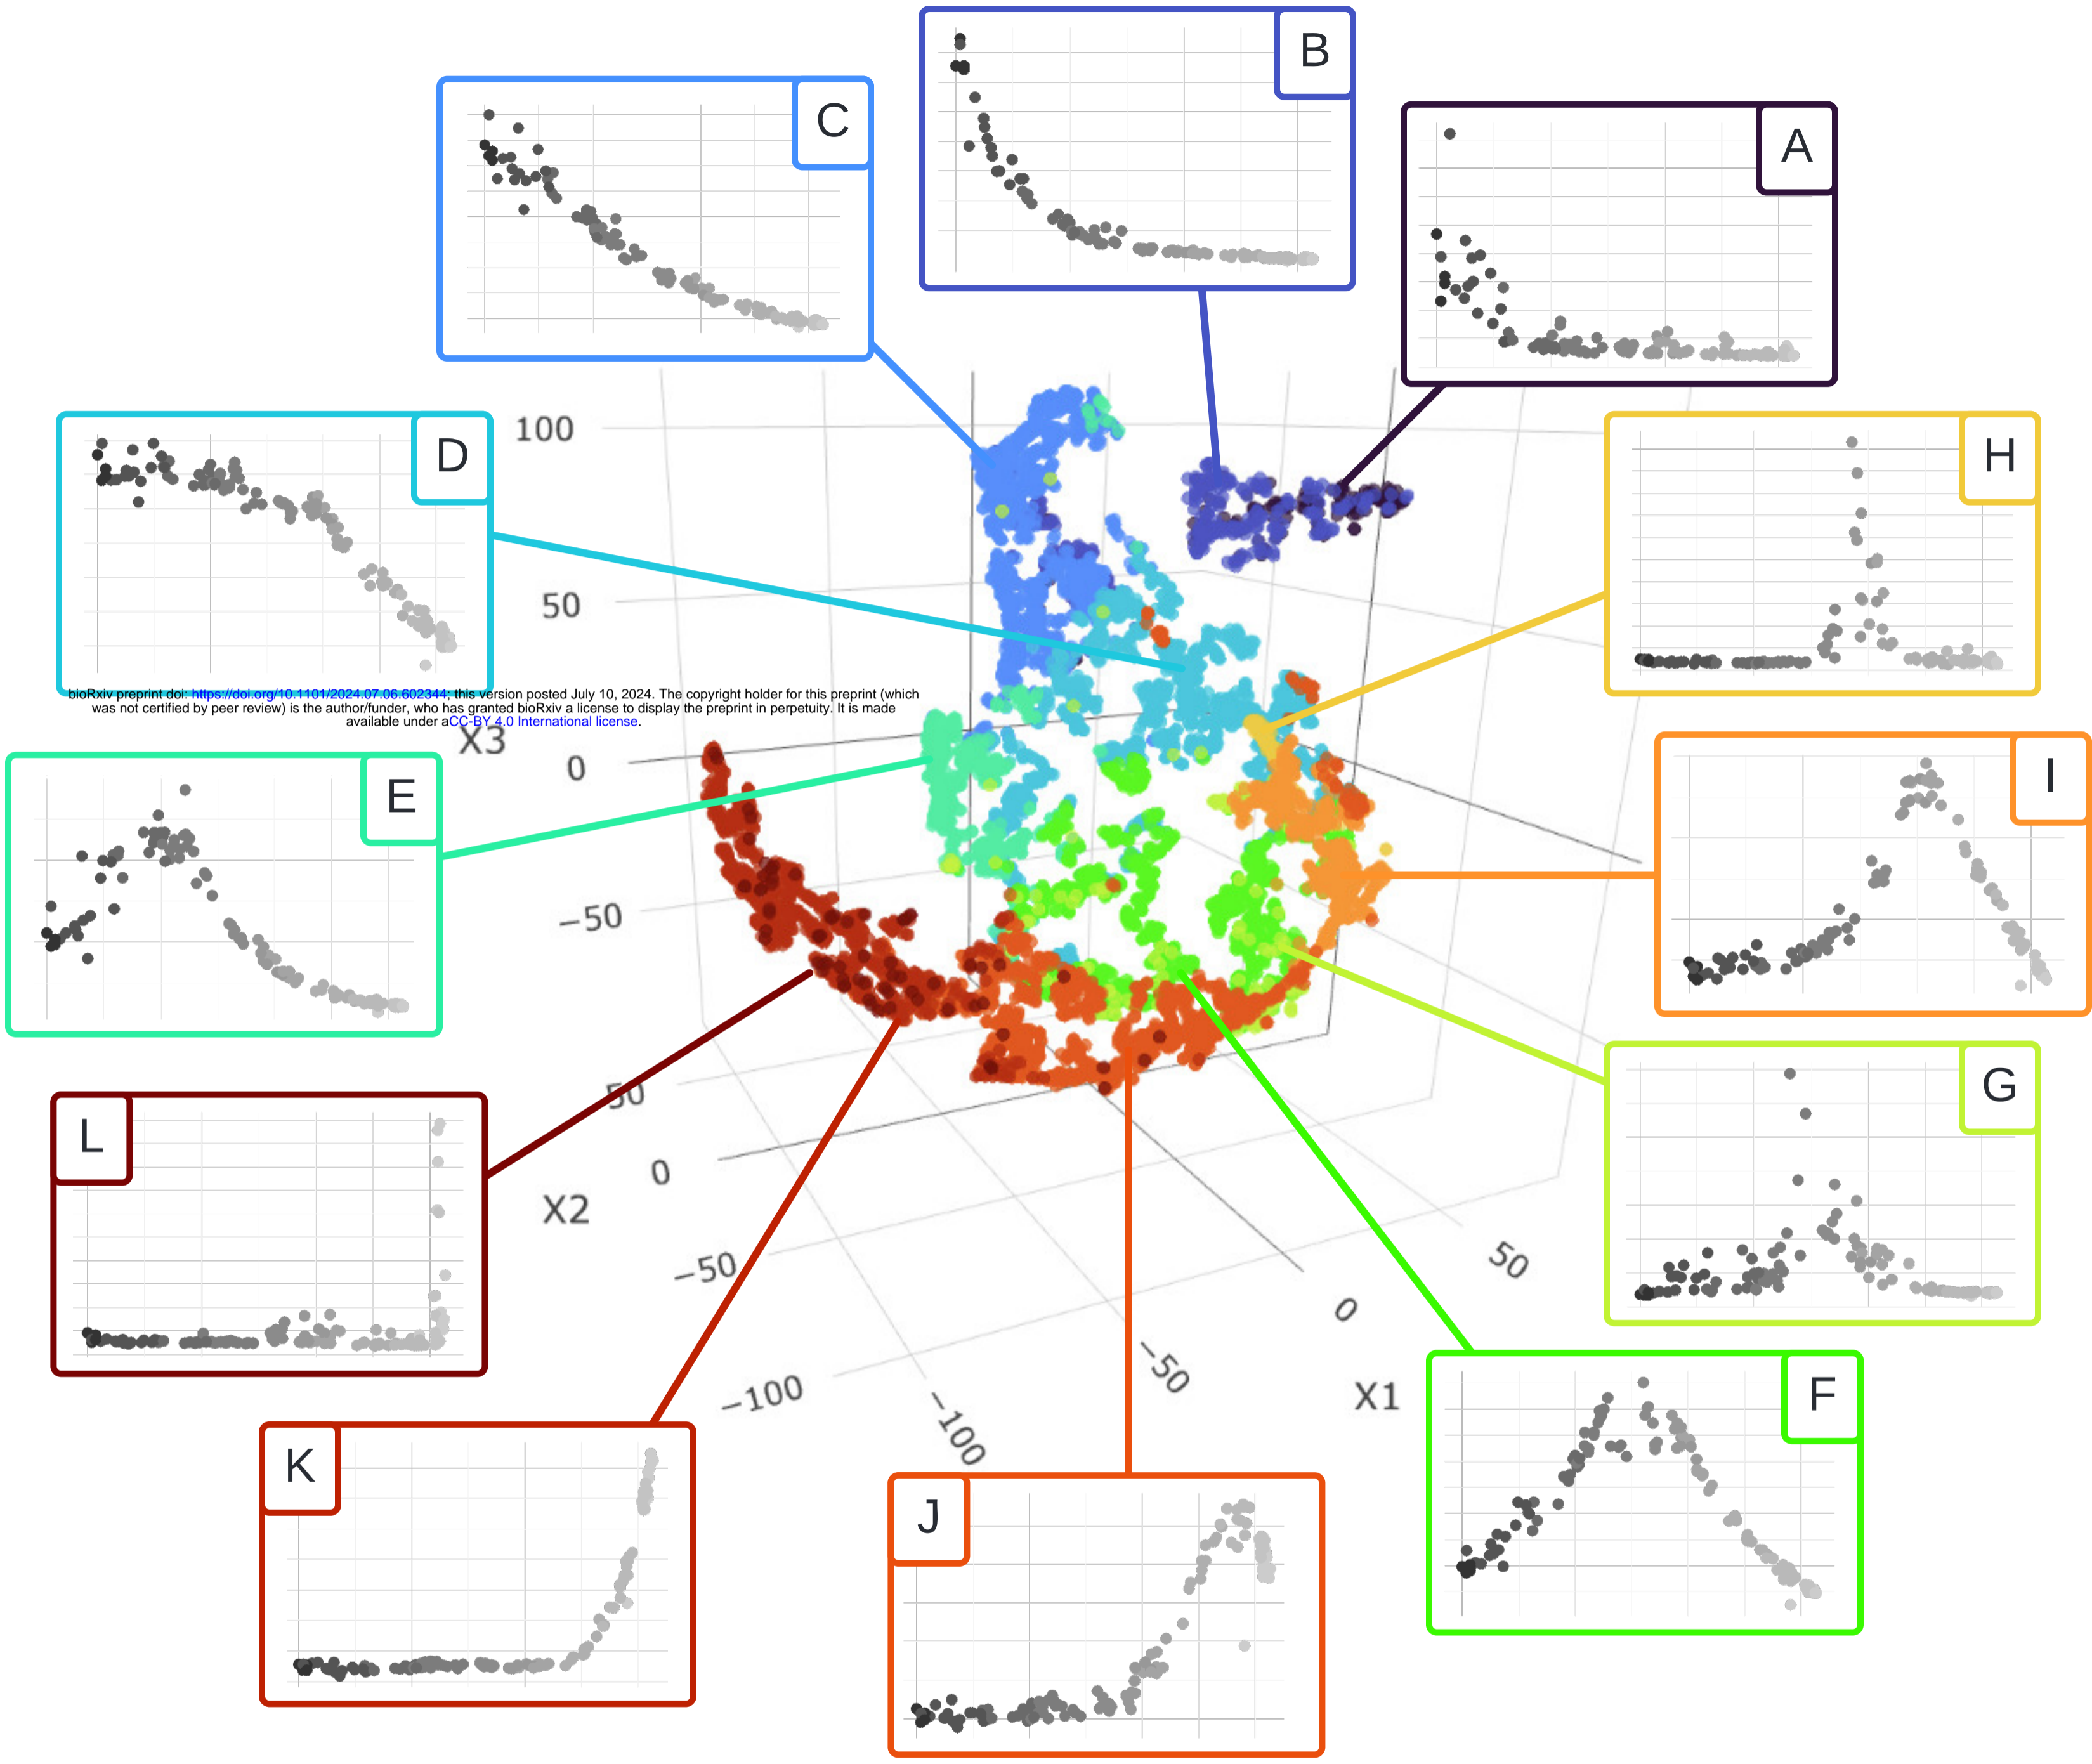 B
C
A
100
D
H
50
bioRxiv preprint doi: https://doi.org/10.1101/2024.07.06.602344; this version posted July 10, 2024. The copyright holder for this preprint (which
was not certified by peer review) is the author/funder, who has granted bioRxiv a license to display the preprint in perpetuity. It is made
available under aCC-BY 4.0 International license.
X3
0
E
I
−50
G
50
L
0
X2
−50
50
0
−50
−100
−100
X1
F
K
J